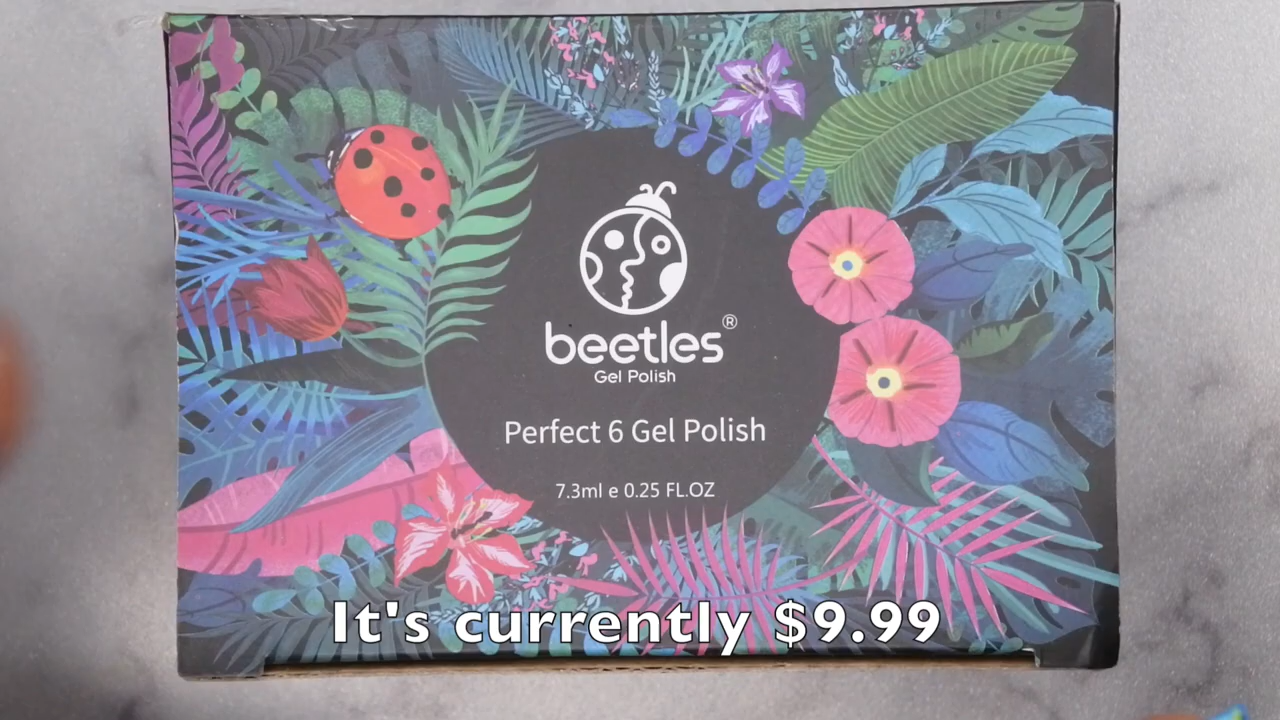 beetles®
Gel Polish
Perfect 6 Gel Polish
7.3ml e 0.25 FL.OZ
It's currently $9.99